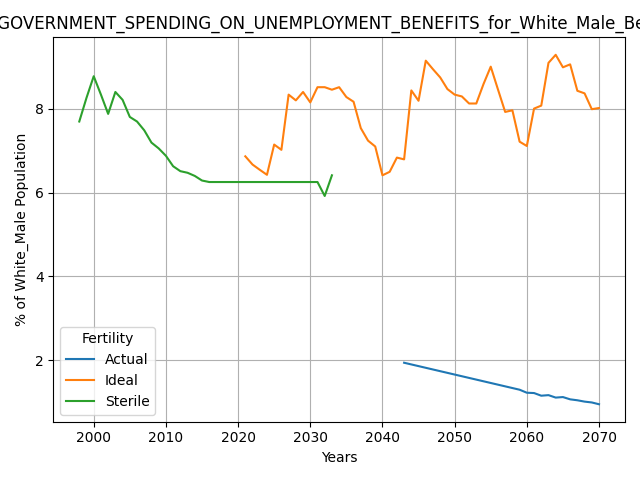 GOVERNMENT_SPENDING_ON_UNEMPLOYMENT_BENEFITS_for_White_Male_Be
% of White_Male Population
8
6
4
2
Fertility
Actual
Ideal
Sterile
2000 2010 2020 2030 2040 2050 2060 2070
Years